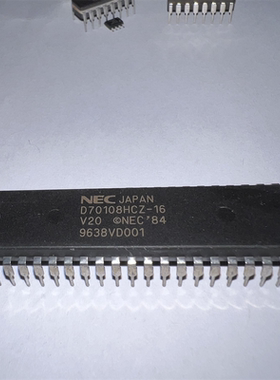 NEC JAPAN
D70108HCZ-16
V20 ©NEC'84
9638VD001